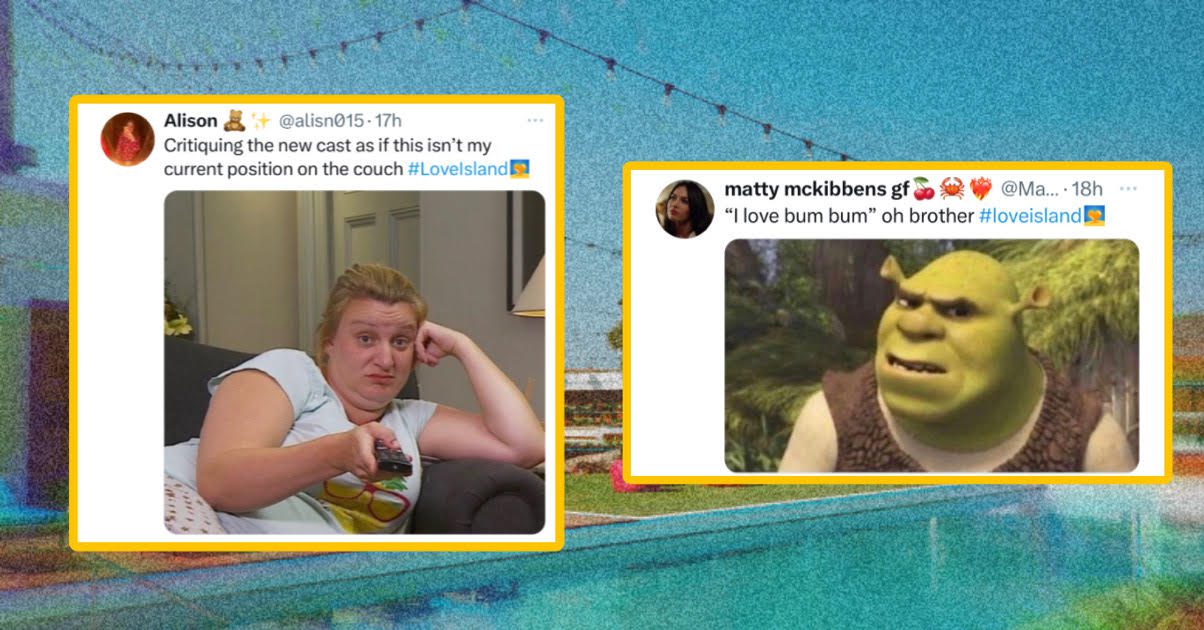 Alison 🧸✨ @alisn015 · 17h
Critiquing the new cast as if this isn’t my
current position on the couch #LoveIsland
matty mckibbens gf🍒🦀❤️‍🔥 @Ma... · 18h
“I love bum bum” oh brother #loveisland